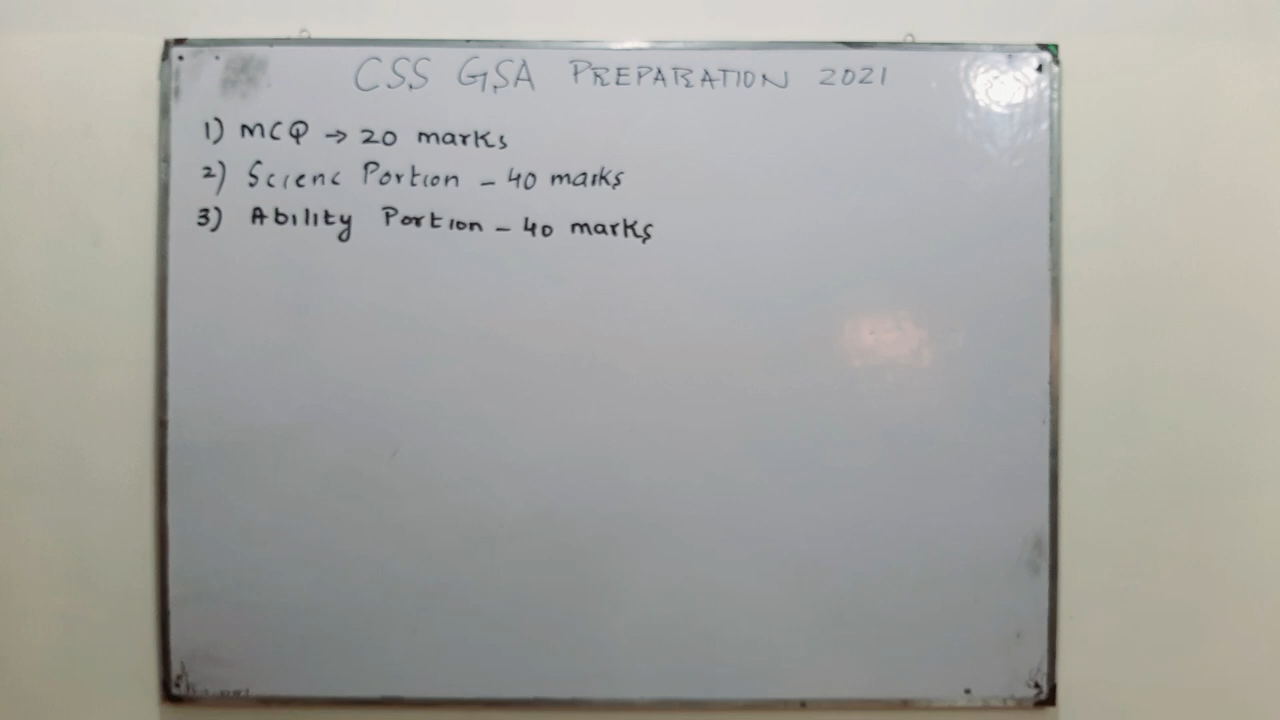 CSS GSA PREPARATION 2021
1) MCQ → 20 marks
2) Scienc Portion - 40 marks
3) Ability Portion - 40 marks